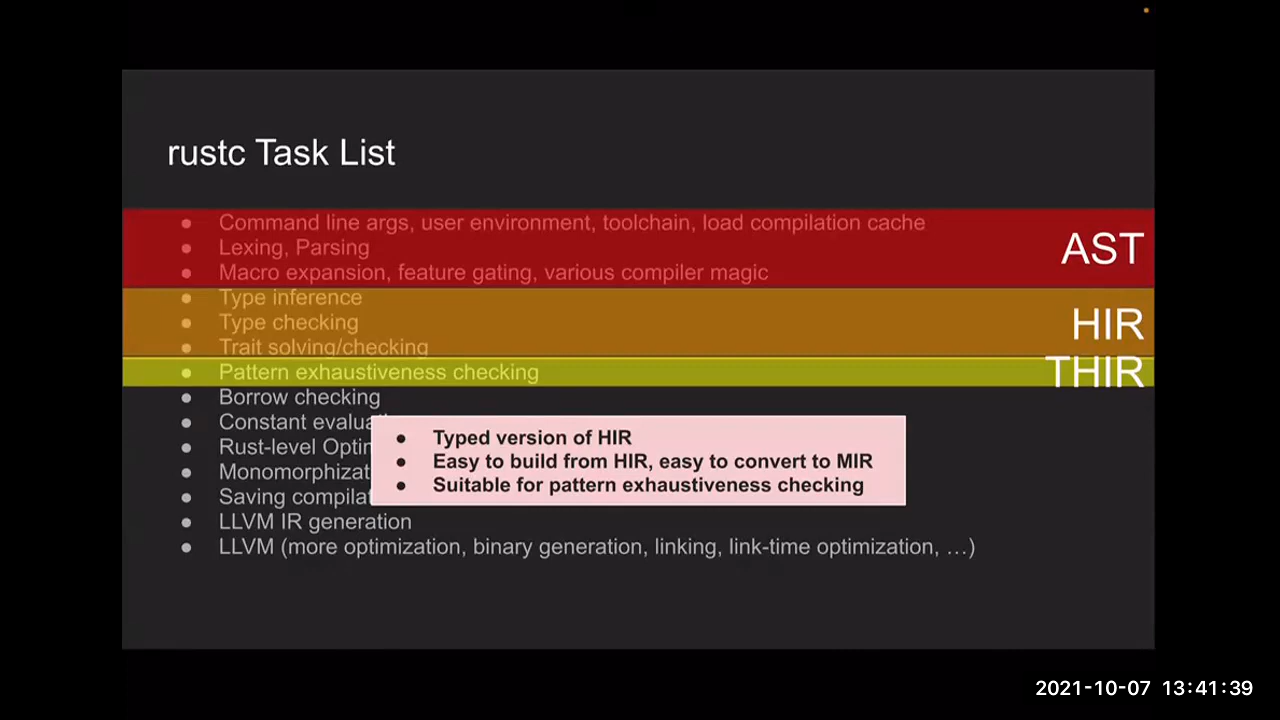 rustc Task List
● Command line args, user environment, toolchain, load compilation cache
● Lexing, Parsing
● Macro expansion, feature gating, various compiler magic
AST
● Type inference
● Type checking
● Trait solving/checking
HIR
● Pattern exhaustiveness checking
THIR
● Borrow checking
● Constant
● Rust-level
●
● Saving
● LLVM IR generation
● LLVM (more optimization, binary generation, linking, link-time optimization, …)
● Typed version of HIR
● Easy to build from HIR, easy to convert to MIR
● Suitable for pattern exhaustiveness checking
2021-10-07 13:41:39